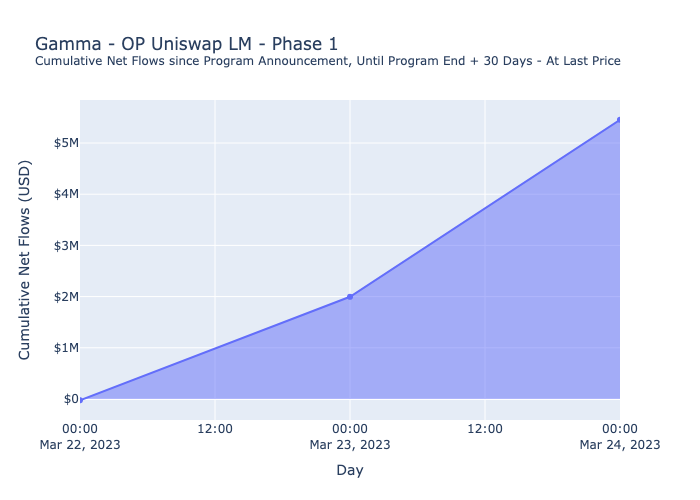 Gamma - OP Uniswap LM - Phase 1
Cumulative Net Flows since Program Announcement, Until Program End + 30 Days - At Last Price
Cumulative Net Flows (USD)
$5M
$4M
$3M
$2M
$1M
$0
00:00 12:00 00:00 12:00 00:00
Mar 22, 2023 Mar 23, 2023 Mar 24, 2023
Day